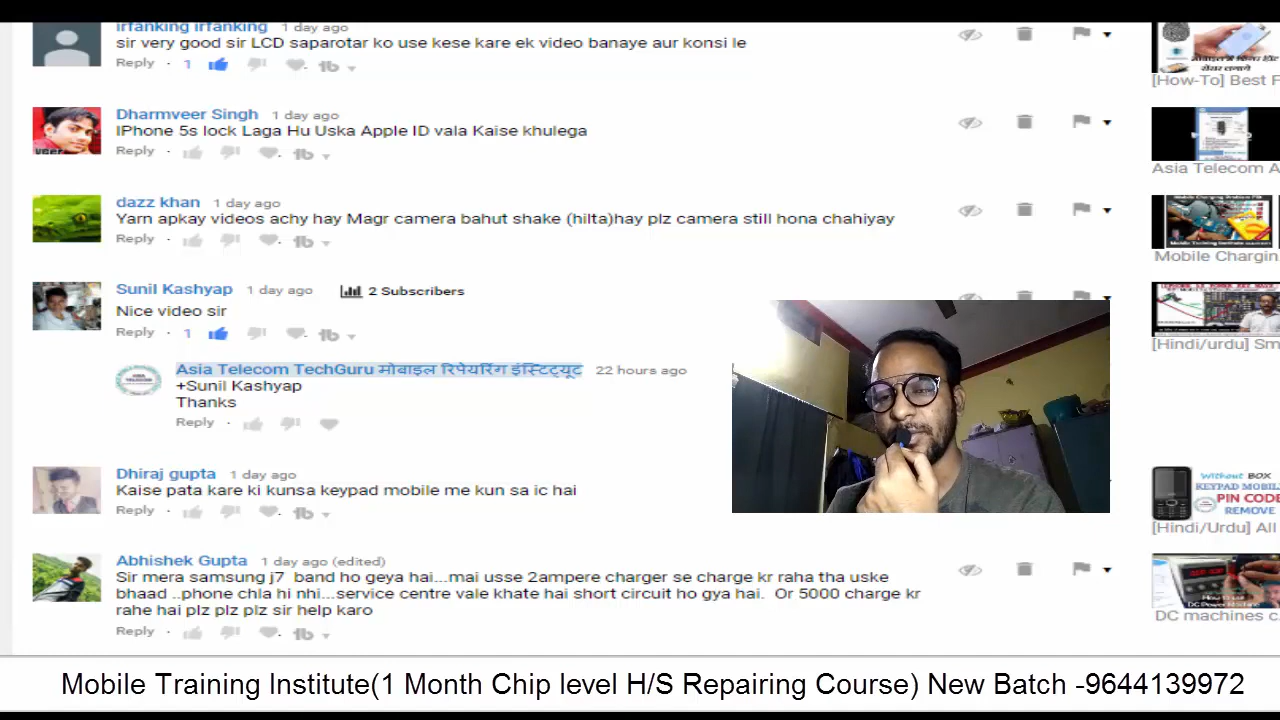 irfanking irfanking 1 day ago
sir very good sir LCD saparotar ko use kese kare ek video banaye aur konsi le
Reply · 1
[How-To] Best F
Dharmveer Singh 1 day ago
IPhone 5s lock Laga Hu Uska Apple ID vala Kaise khulega
Reply ·
Asia Telecom A
dazz khan 1 day ago
Yarn apkay videos achy hay Magr camera bahut shake (hilta)hay plz camera still hona chahiyay
Reply ·
Mobile Chargin
Sunil Kashyap 1 day ago 2 Subscribers
Nice video sir
Reply · 1
[Hindi/urdu] Sm
Asia Telecom TechGuru मोबाइल रिपेयरिंग इंस्टिट्यूट 22 hours ago
+Sunil Kashyap
Thanks
Reply ·
Dhiraj gupta 1 day ago
Kaise pata kare ki kunsa keypad mobile me kun sa ic hai
Reply ·
Without BOX
KEYPAD MOBIL
PIN CODE
REMOVE
[Hindi/Urdu] All
Abhishek Gupta 1 day ago (edited)
Sir mera samsung j7 band ho geya hai...mai usse 2ampere charger se charge kr raha tha uske
bhaad ..phone chla hi nhi...service centre vale khate hai short circuit ho gya hai. Or 5000 charge kr
rahe hai plz plz plz sir help karo
Reply ·
DC machines c
Mobile Training Institute(1 Month Chip level H/S Repairing Course) New Batch -9644139972